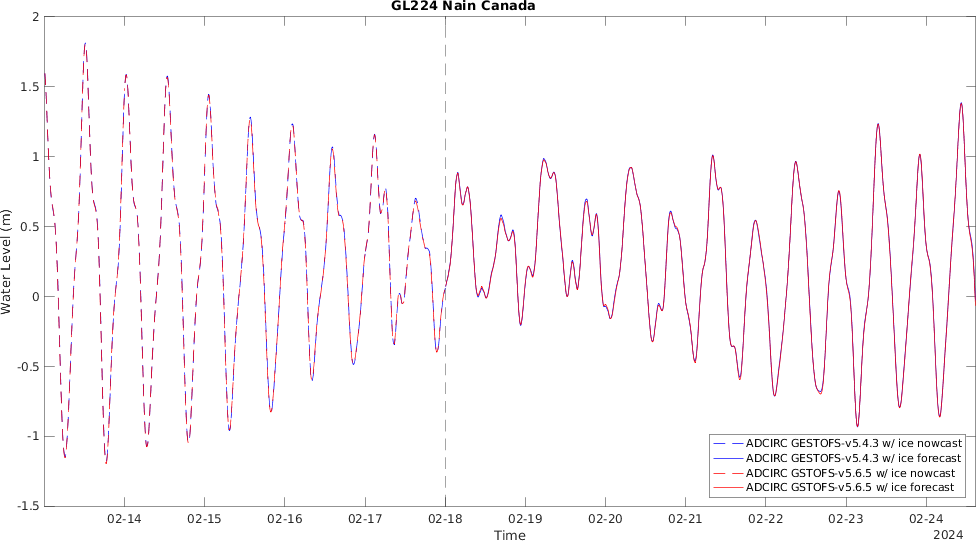 GL224 Nain Canada
2
1.5
1
0.5
0
-0.5
-1
-1.5
Water Level (m)
02-14 02-15 02-16 02-17 02-18 02-19 02-20 02-21 02-22 02-23 02-24
Time
2024
ADCIRC GESTOFS-v5.4.3 w/ ice nowcast
ADCIRC GESTOFS-v5.4.3 w/ ice forecast
ADCIRC GSTOFS-v5.6.5 w/ ice nowcast
ADCIRC GSTOFS-v5.6.5 w/ ice forecast